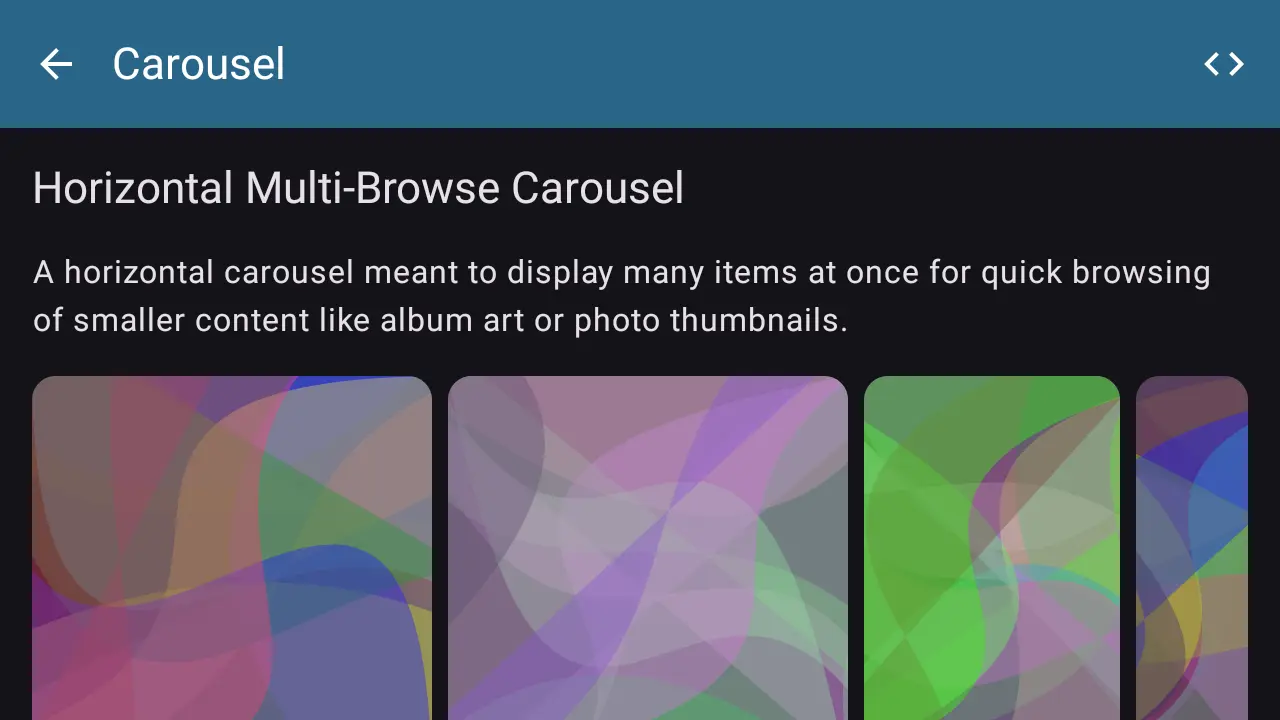 Carousel
Horizontal Multi-Browse Carousel
A horizontal carousel meant to display many items at once for quick browsing
of smaller content like album art or photo thumbnails.